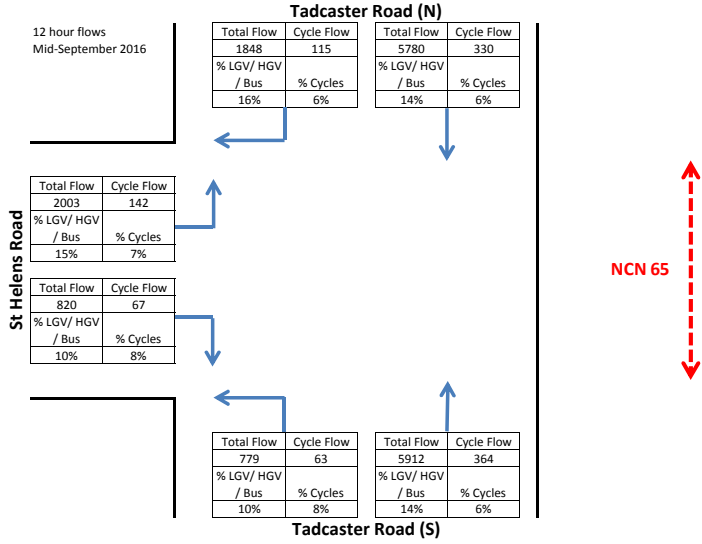 Tadcaster Road (N)
12 hour flows
Mid-September 2016
Total Flow Cycle Flow
1848 115
% LGV/ HGV
/ Bus % Cycles
16% 6%
Total Flow Cycle Flow
5780 330
% LGV/ HGV
/ Bus % Cycles
14% 6%
St Helens Road
Total Flow Cycle Flow
2003 142
% LGV/ HGV
/ Bus % Cycles
15% 7%
Total Flow Cycle Flow
820 67
% LGV/ HGV
/ Bus % Cycles
10% 8%
NCN 65
Total Flow Cycle Flow
779 63
% LGV/ HGV
/ Bus % Cycles
10% 8%
Total Flow Cycle Flow
5912 364
% LGV/ HGV
/ Bus % Cycles
14% 6%
Tadcaster Road (S)